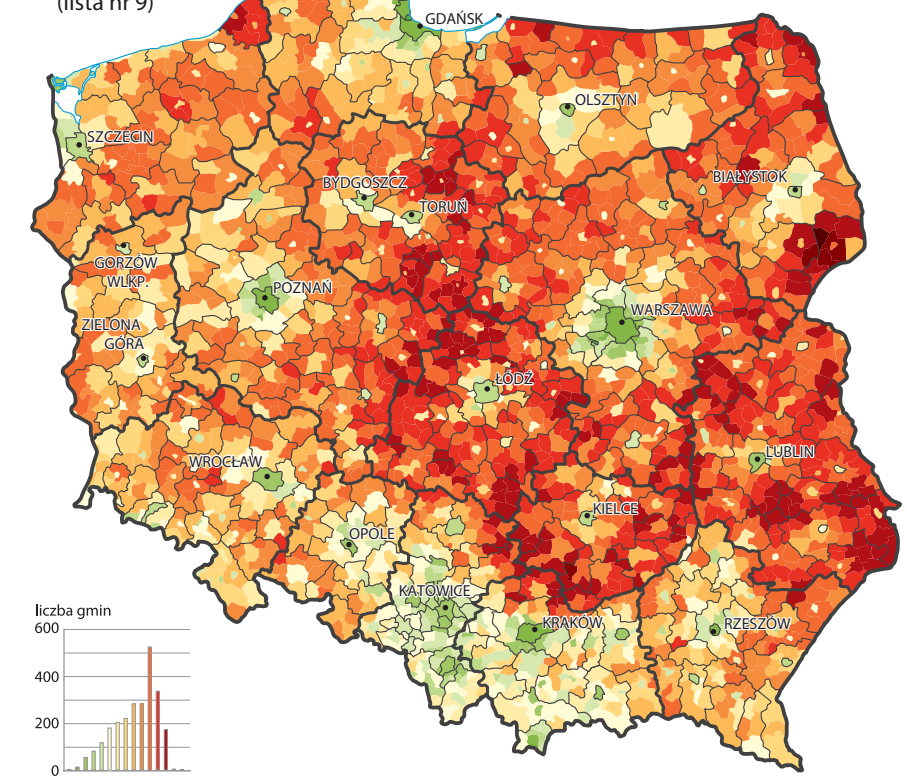 (lista nr 9)
GDAŃSK
OLSZTYN
SZCZECIN
BIAŁYSTOK
BYDGOSZCZ
TORUŃ
GORZÓW
WLKP.
POZNAŃ
WARSZAWA
ZIELONA
GÓRA
ŁÓDŹ
LUBLIN
WROCŁAW
KIELCE
OPOLE
KATOWICE
KRAKÓW
RZESZÓW
liczba gmin
600
400
200
0